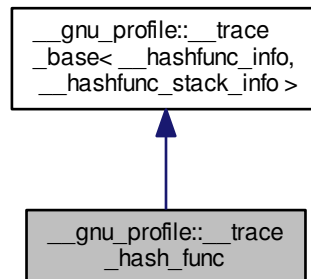 __gnu_profile::__trace
_base< __hashfunc_info,
__hashfunc_stack_info >
__gnu_profile::__trace
_hash_func